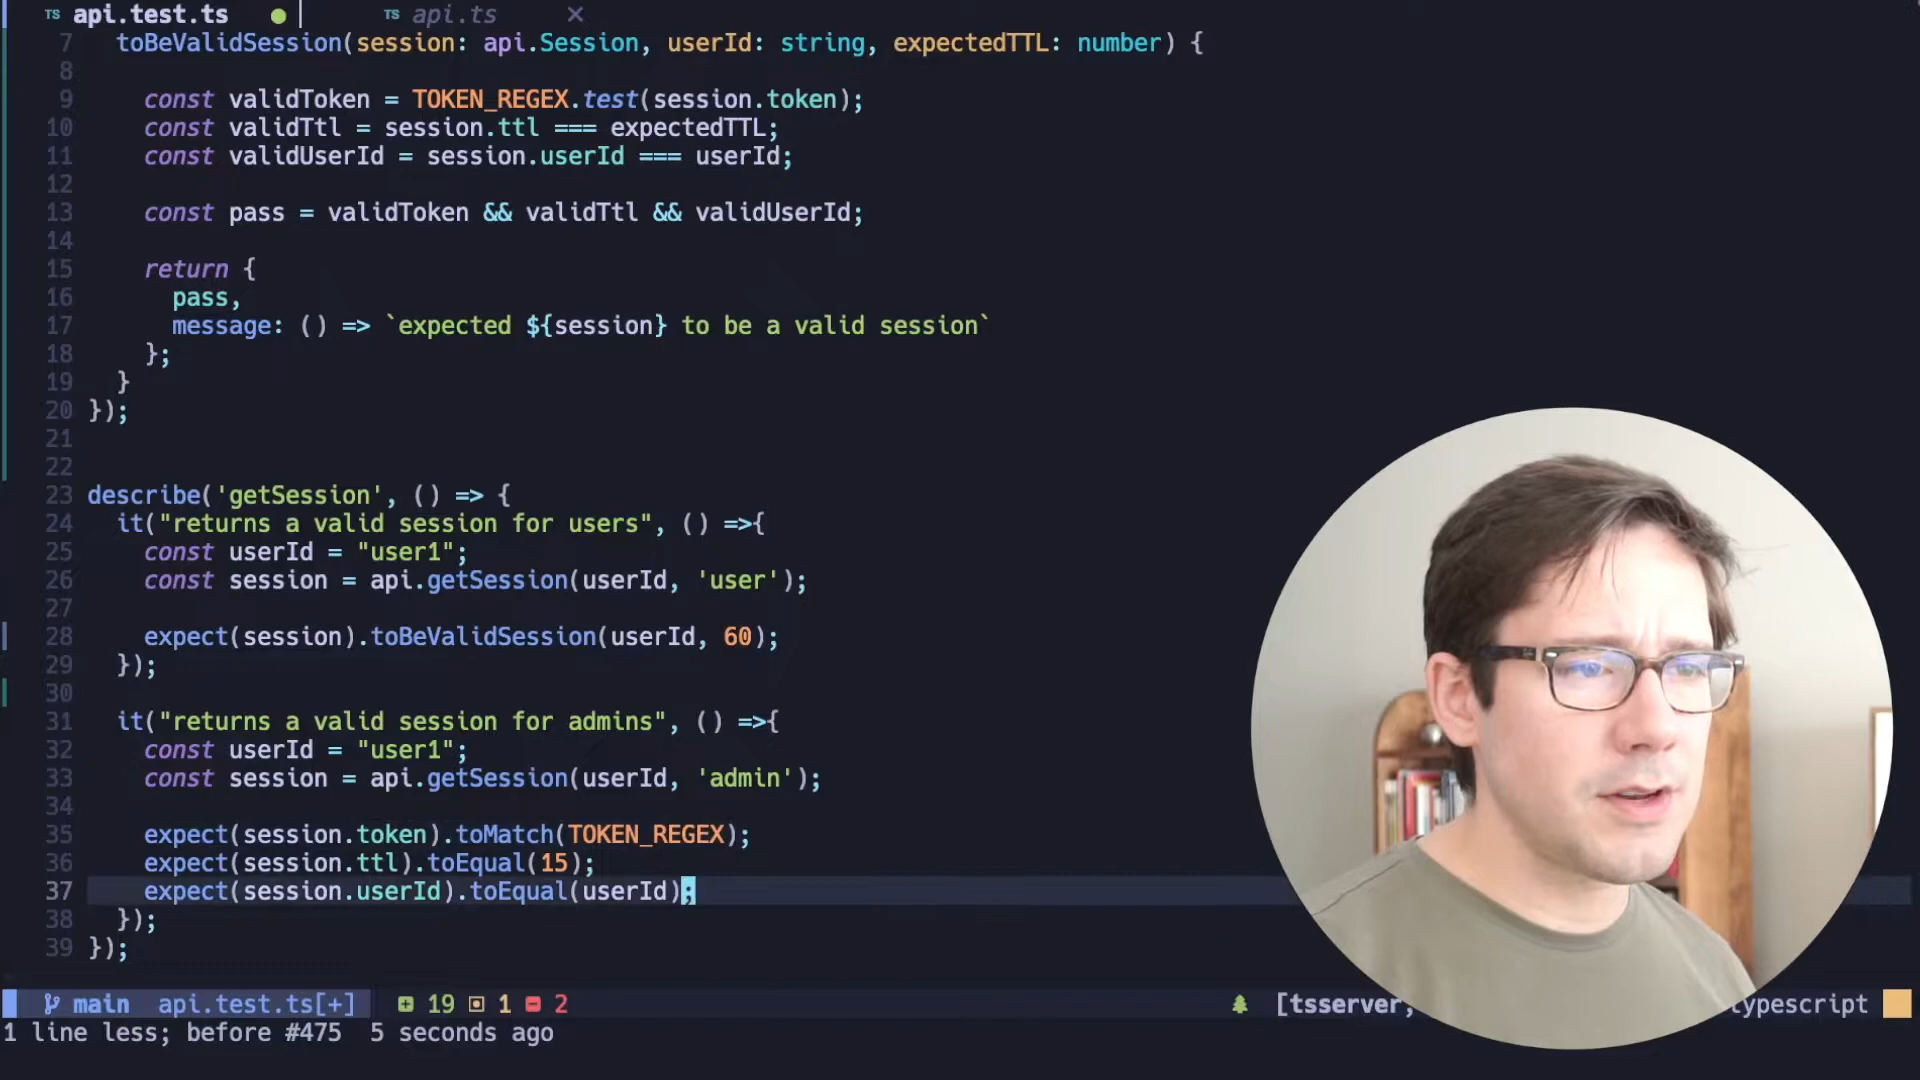 TS api.test.ts TS api.ts ✕
7 toBeValidSession(session: api.Session, userId: string, expectedTTL: number) {
8
9 const validToken = TOKEN_REGEX.test(session.token);
10 const validTtl = session.ttl === expectedTTL;
11 const validUserId = session.userId === userId;
12
13 const pass = validToken && validTtl && validUserId;
14
15 return {
16 pass,
17 message: () => `expected ${session} to be a valid session`
18 };
19 }
20 });
21
22
23 describe('getSession', () => {
24 it("returns a valid session for users", () =>{
25 const userId = "user1";
26 const session = api.getSession(userId, 'user');
27
28 expect(session).toBeValidSession(userId, 60);
29 });
30
31 it("returns a valid session for admins", () =>{
32 const userId = "user1";
33 const session = api.getSession(userId, 'admin');
34
35 expect(session.token).toMatch(TOKEN_REGEX);
36 expect(session.ttl).toEqual(15);
37 expect(session.userId).toEqual(userId);
38 });
39 });
main api.test.ts[+] 19 1 2 [tsserver, typescript
1 line less; before #475 5 seconds ago